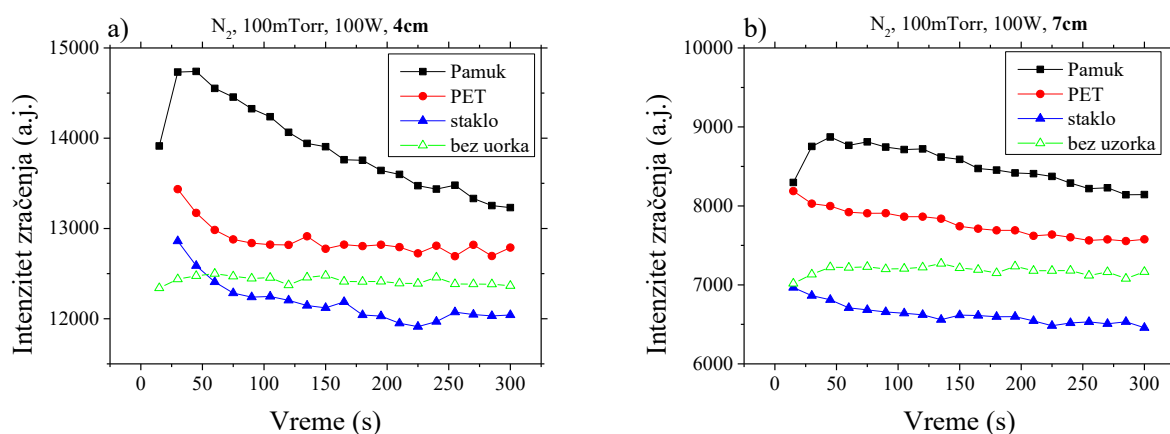 a)
N₂, 100mTorr, 100W, 4cm
Pamuk
PET
staklo
bez uorka
15000
14000
13000
12000
Intenzitet zračenja (a.j.)
0 50 100 150 200 250 300
Vreme (s)
b)
N₂, 100mTorr, 100W, 7cm
Pamuk
PET
staklo
bez uzorka
10000
9000
8000
7000
6000
Intenzitet zračenja (a.j.)
0 50 100 150 200 250 300
Vreme (s)